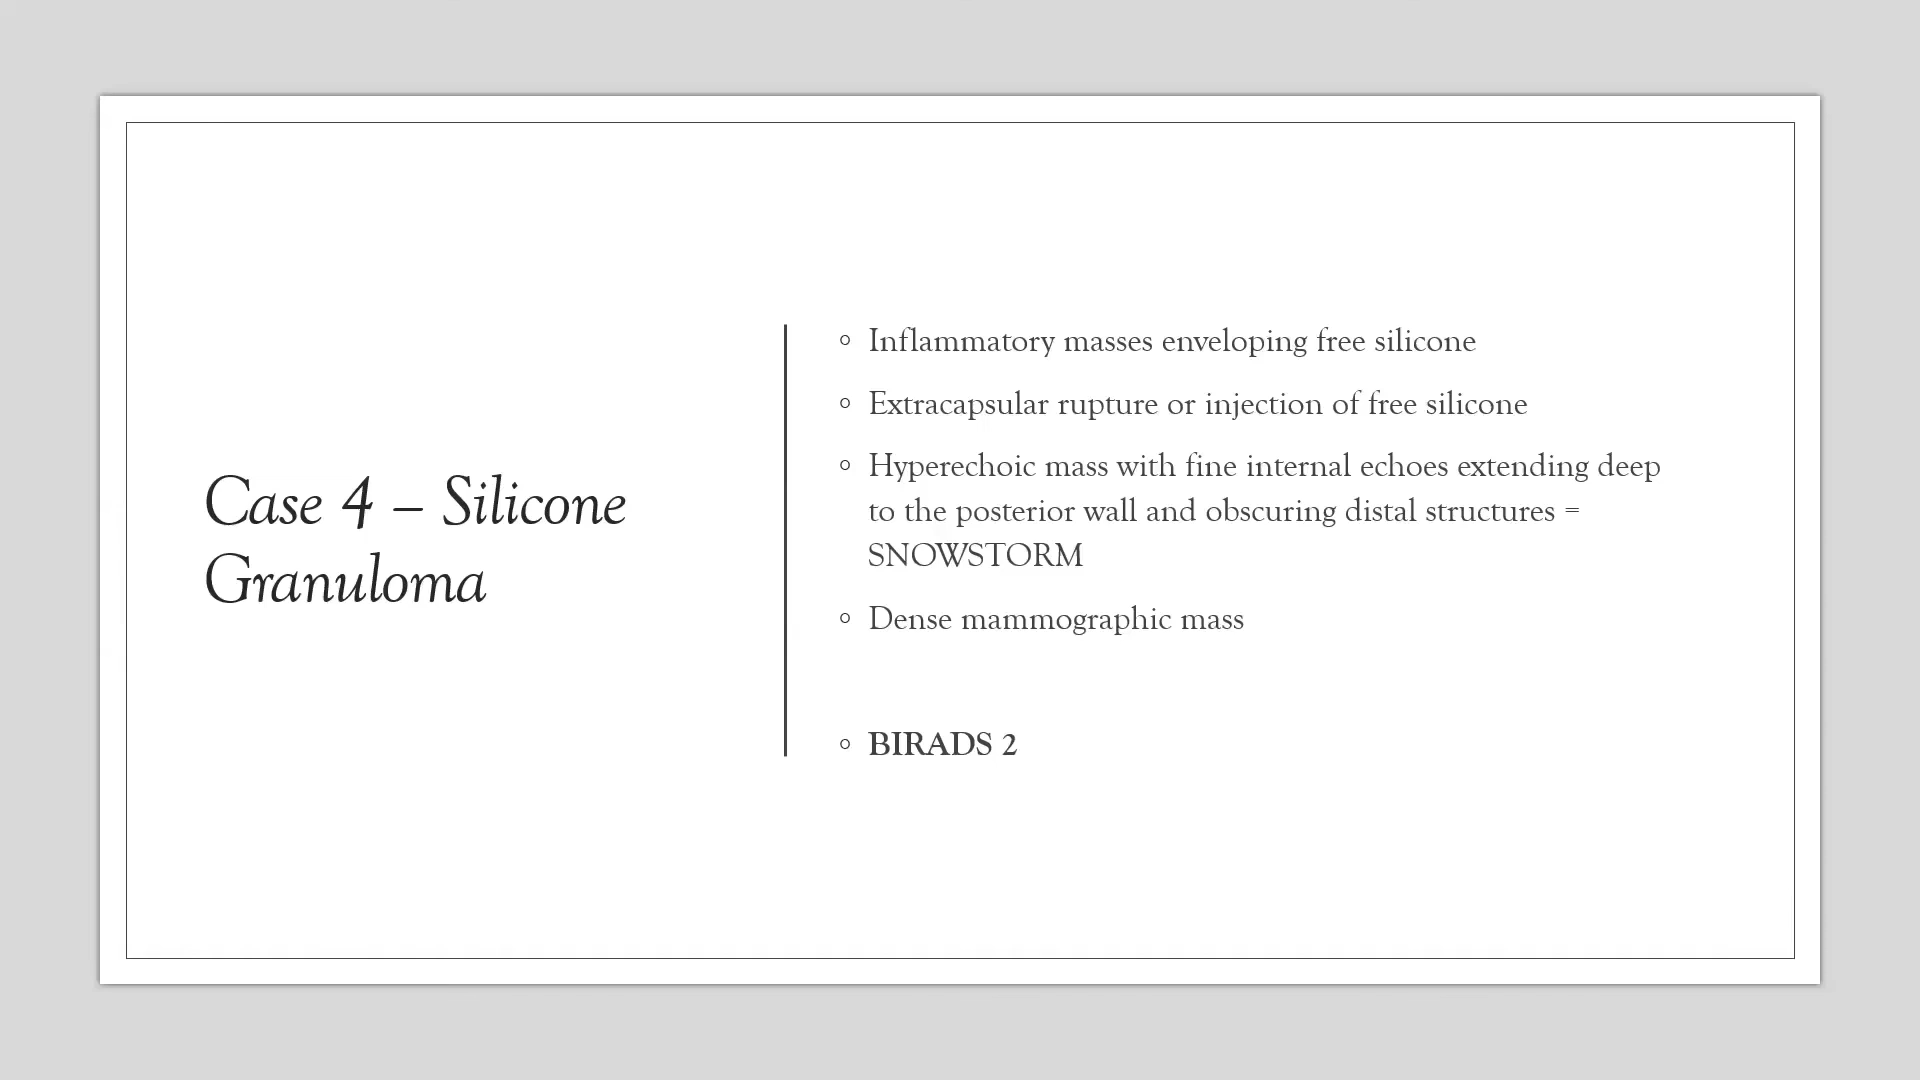 Case 4 – Silicone
Granuloma
◦ Inflammatory masses enveloping free silicone
◦ Extracapsular rupture or injection of free silicone
◦ Hyperechoic mass with fine internal echoes extending deep
to the posterior wall and obscuring distal structures =
SNOWSTORM
◦ Dense mammographic mass
◦ BIRADS 2